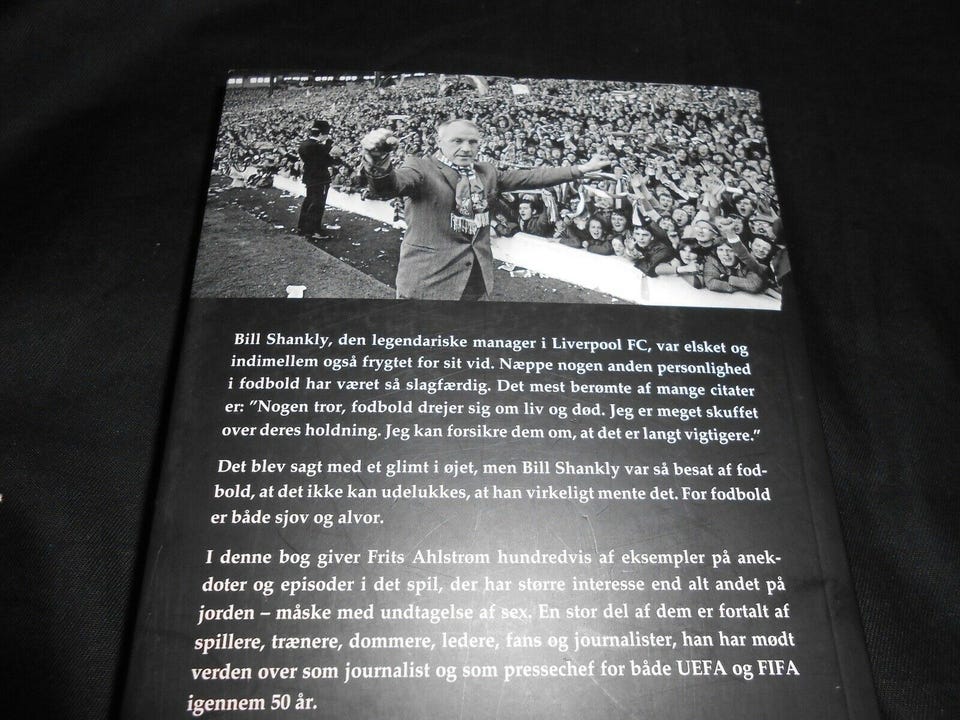 Bill Shankly, den legendariske manager i Liverpool FC, var elsket og
indimellem også frygtet for sit vid. Næppe nogen anden personlighed
i fodbold har været så slagfærdig. Det mest berømte af mange citater
er: ”Nogen tror, fodbold drejer sig om liv og død. Jeg er meget skuffet
over deres holdning. Jeg kan forsikre dem om, at det er langt vigtigere.”
Det blev sagt med et glimt i øjet, men Bill Shankly var så besat af fod-
bold, at det ikke kan udelukkes, at han virkeligt mente det. For fodbold
er både sjov og alvor.
I denne bog giver Frits Ahlstrøm hundredvis af eksempler på anek-
doter og episoder i det spil, der har større interesse end alt andet på
jorden – måske med undtagelse af sex. En stor del af dem er fortalt af
spillere, trænere, dommere, ledere, fans og journalister, han har mødt
verden over som journalist og som pressechef for både UEFA og FIFA
igennem 50 år.